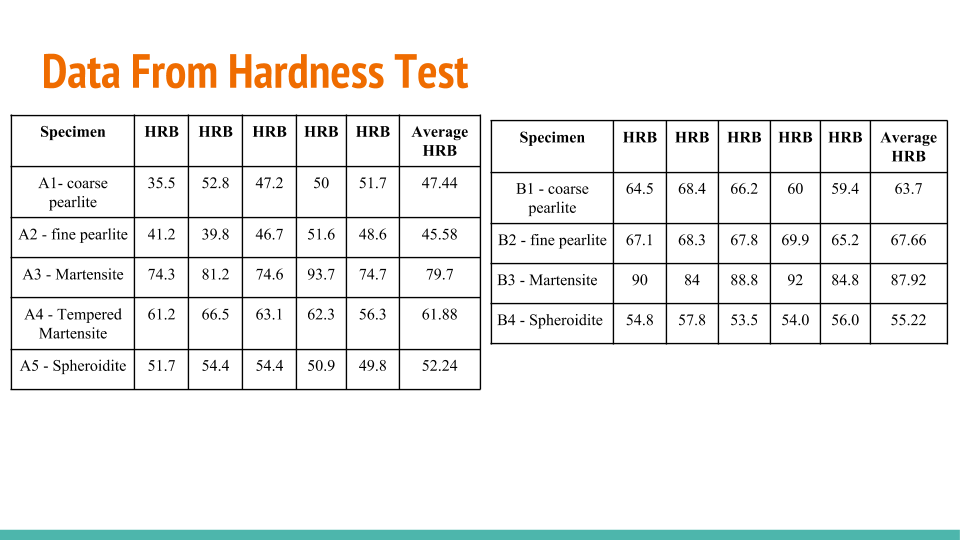 Data From Hardness Test
Specimen HRB HRB HRB HRB HRB Average
HRB
A1- coarse
pearlite 35.5 52.8 47.2 50 51.7 47.44
A2 - fine pearlite 41.2 39.8 46.7 51.6 48.6 45.58
A3 - Martensite 74.3 81.2 74.6 93.7 74.7 79.7
A4 - Tempered
Martensite 61.2 66.5 63.1 62.3 56.3 61.88
A5 - Spheroidite 51.7 54.4 54.4 50.9 49.8 52.24
Specimen HRB HRB HRB HRB HRB Average
HRB
B1 - coarse
pearlite 64.5 68.4 66.2 60 59.4 63.7
B2 - fine pearlite 67.1 68.3 67.8 69.9 65.2 67.66
B3 - Martensite 90 84 88.8 92 84.8 87.92
B4 - Spheroidite 54.8 57.8 53.5 54.0 56.0 55.22